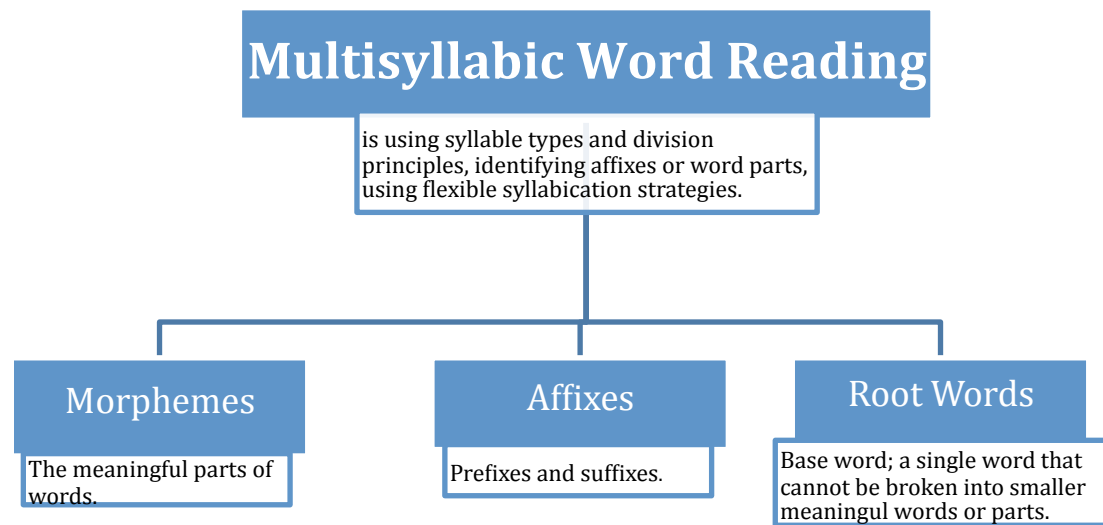 Multisyllabic Word Reading
is using syllable types and division
principles, identifying affixes or word parts,
using flexible syllabication strategies.
Morphemes
The meaningful parts of
words.
Affixes
Prefixes and suffixes.
Root Words
Base word; a single word that
cannot be broken into smaller
meaningul words or parts.